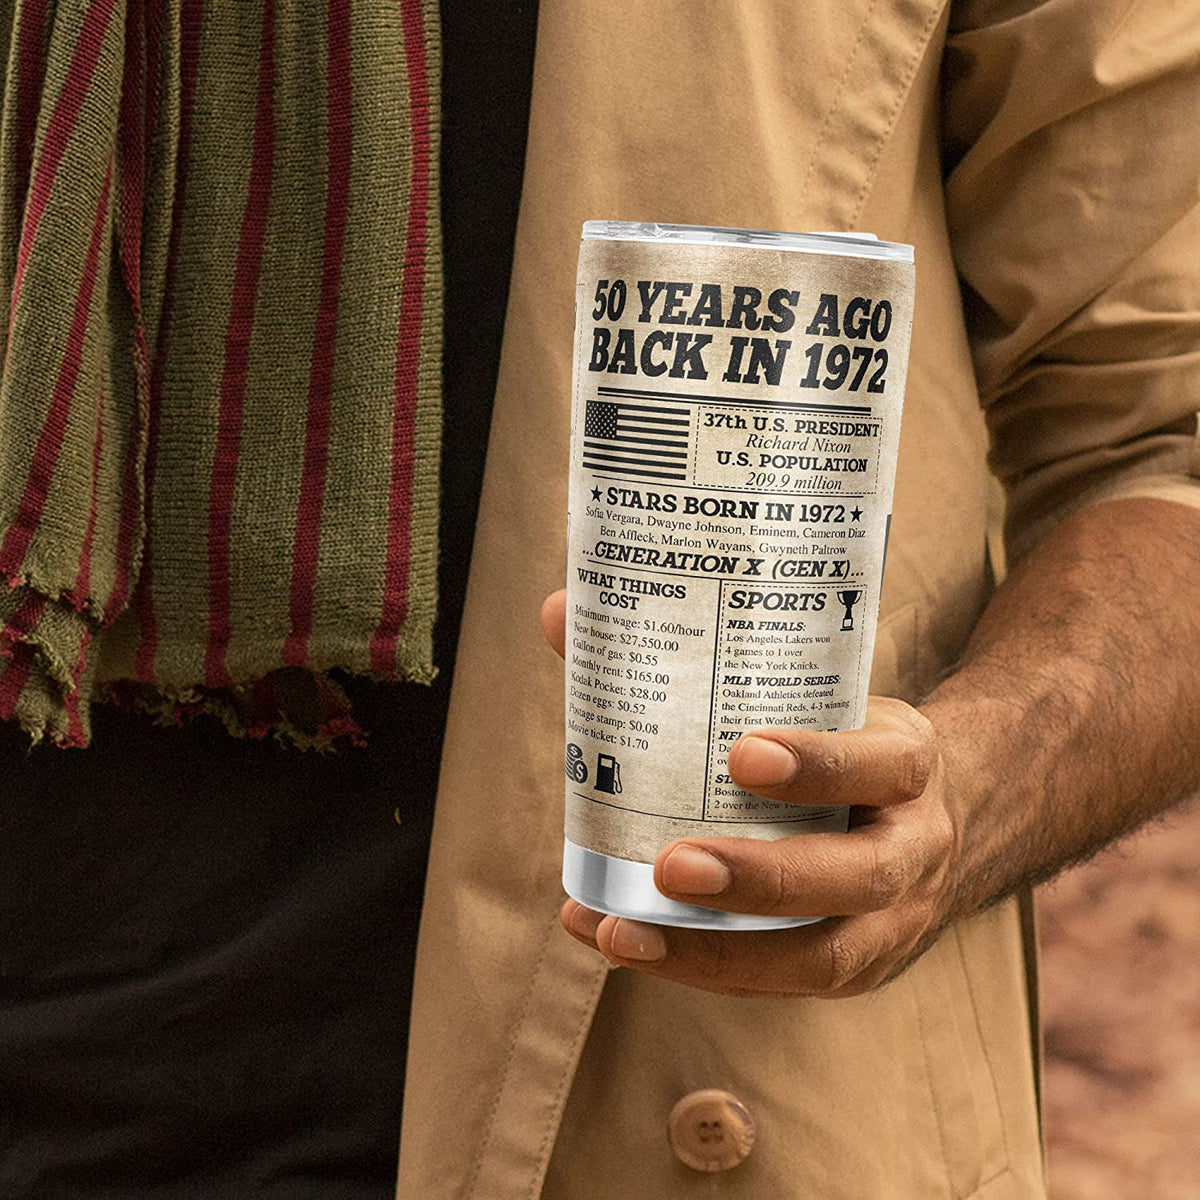 50 YEARS AGO
BACK IN 1972
37th U.S. PRESIDENT
Richard Nixon
U.S. POPULATION
209.9 million
★ STARS BORN IN 1972 ★
Sofia Vergara, Dwayne Johnson, Eminem, Cameron Diaz
Ben Affleck, Marlon Wayans, Gwyneth Paltrow
...GENERATION X (GEN X)...
WHAT THINGS
COST
Minimum wage: $1.60/hour
New house: $27,550.00
Gallon of gas: $0.55
Monthly rent: $165.00
Kodak Pocket: $28.00
Dozen eggs: $0.52
Postage stamp: $0.08
Movie ticket: $1.70
SPORTS
NBA FINALS:
Los Angeles Lakers won
4 games to 1 over
the New York Knicks.
MLB WORLD SERIES:
Oakland Athletics defeated
the Cincinnati Reds, 4-3 winning
their first World Series.
Boston
2 over the New